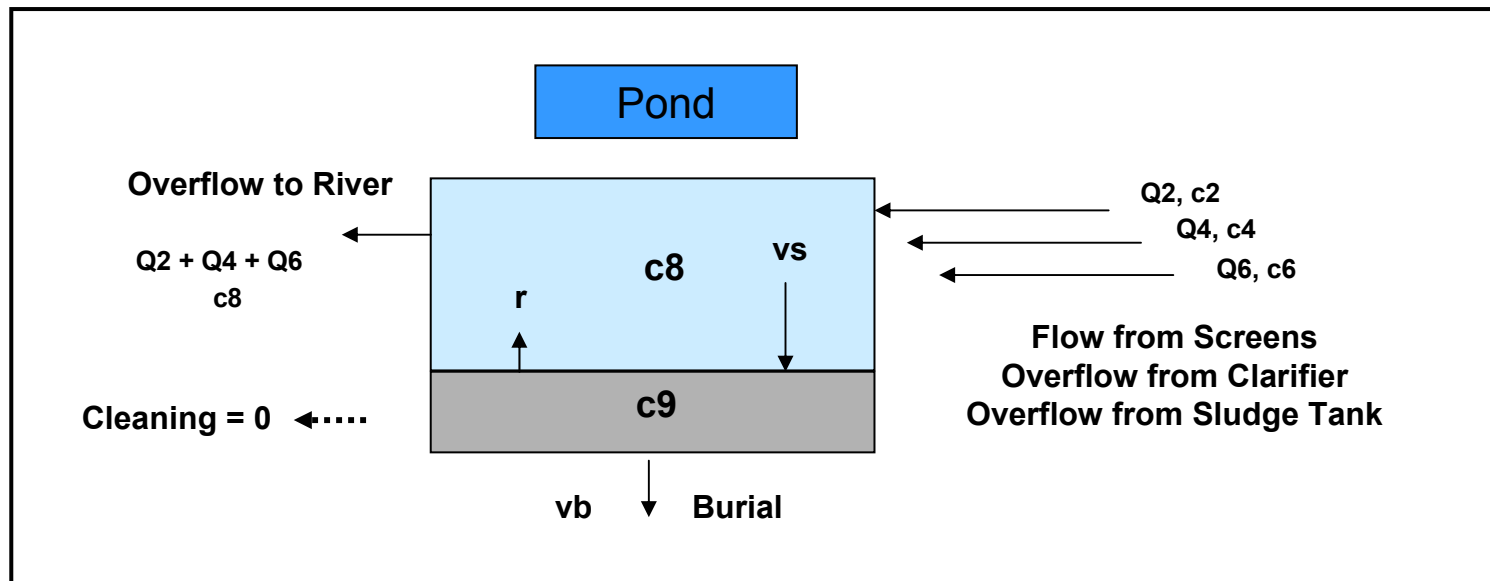 Pond
Overflow to River
Q2 + Q4 + Q6
c8
c8
vs
r
Q2, c2
Q4, c4
Q6, c6
Flow from Screens
Overflow from Clarifier
Overflow from Sludge Tank
c9
Cleaning = 0
vb
Burial